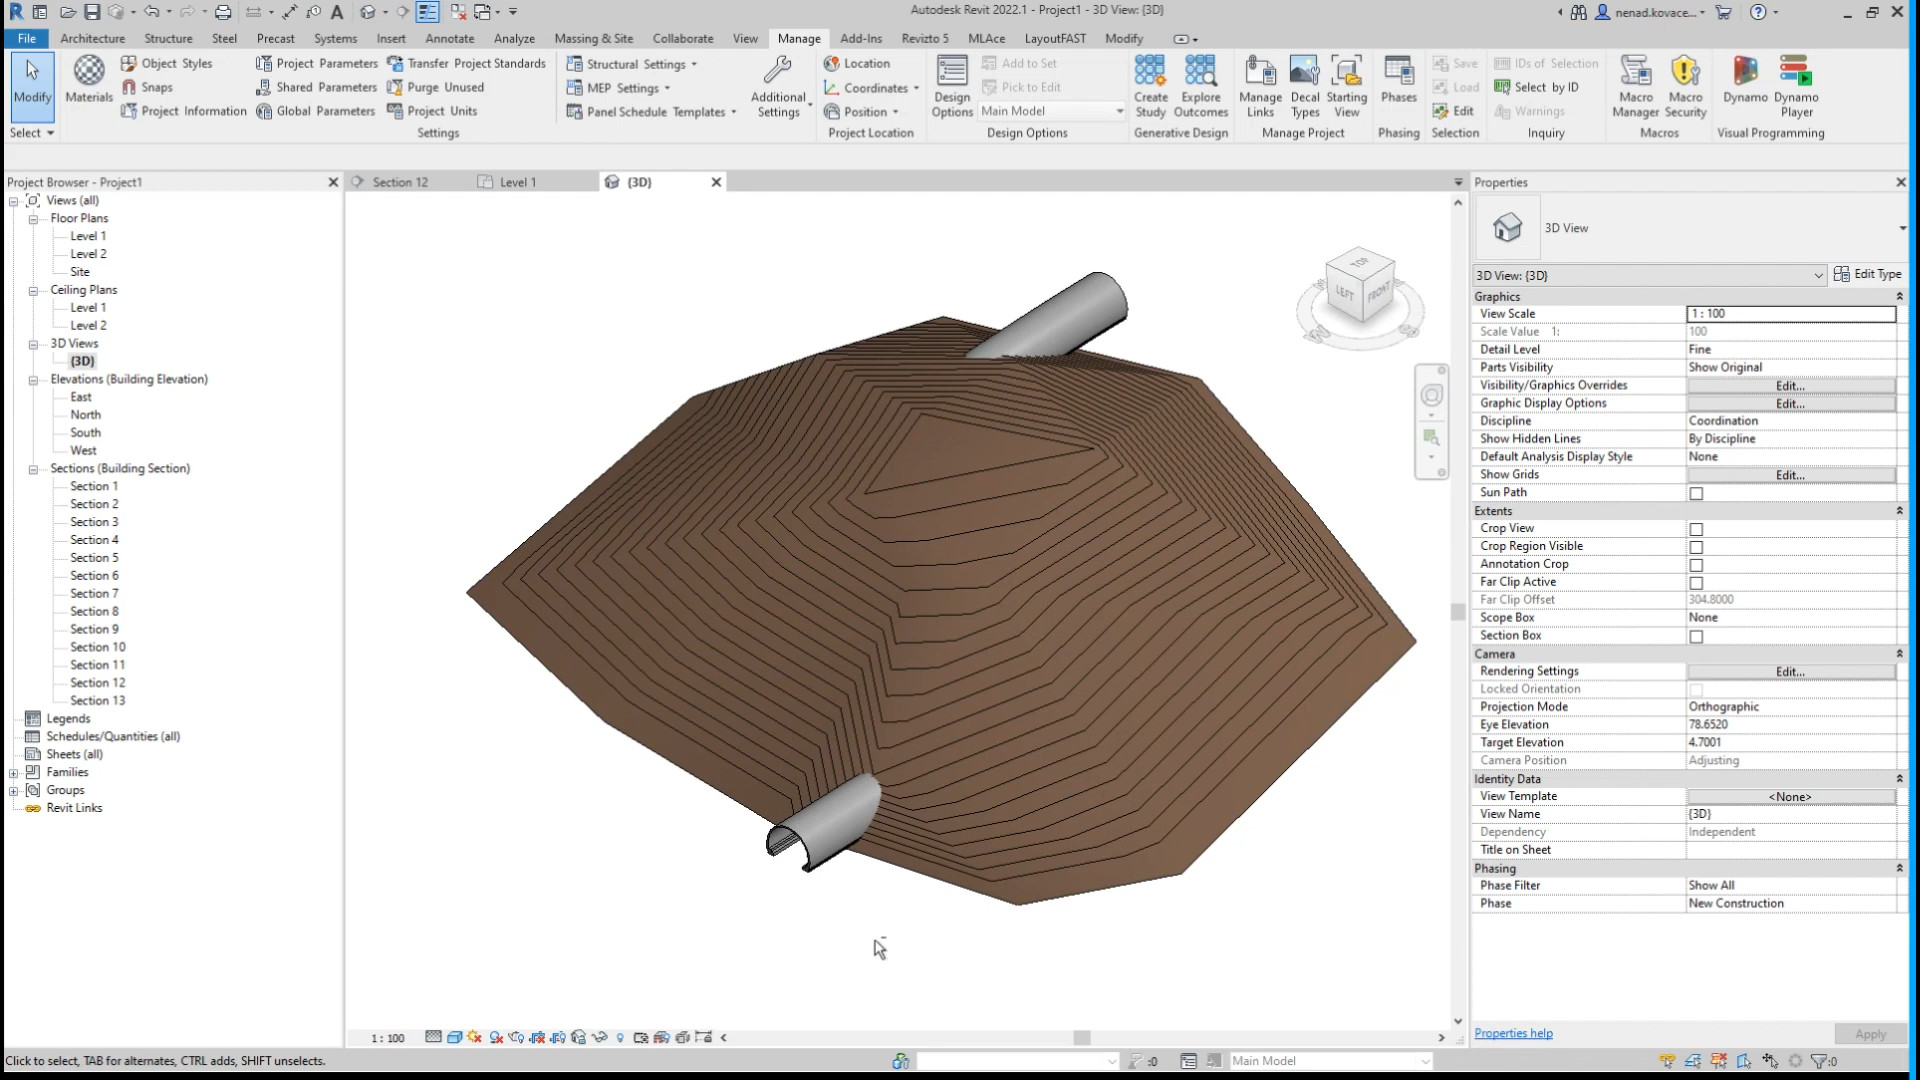 Autodesk Revit 2022.1 - Project1 - 3D View: {3D}
nenad.kovace...
File Architecture Structure Steel Precast Systems Insert Annotate Analyze Massing & Site Collaborate View Manage Add-Ins Revizto 5 MLAce LayoutFAST Modify
Modify
Select
Materials
Object Styles
Snaps
Project Information
Project Parameters
Shared Parameters
Global Parameters
Transfer Project Standards
Purge Unused
Project Units
Settings
Structural Settings
MEP Settings
Panel Schedule Templates
Additional Settings
Location
Coordinates
Position
Project Location
Design Options
Add to Set
Pick to Edit
Main Model
Design Options
Create Study
Explore Outcomes
Generative Design
Manage Links
Decal Types
Starting View
Manage Project
Phases
Phasing
Save
Load
Edit
Selection
IDs of Selection
Select by ID
Warnings
Inquiry
Macro Manager
Macro Security
Macros
Dynamo
Dynamo Player
Visual Programming
Project Browser - Project1
Views (all)
Floor Plans
Level 1
Level 2
Site
Ceiling Plans
Level 1
Level 2
3D Views
{3D}
Elevations (Building Elevation)
East
North
South
West
Sections (Building Section)
Section 1
Section 2
Section 3
Section 4
Section 5
Section 6
Section 7
Section 8
Section 9
Section 10
Section 11
Section 12
Section 13
Legends
Schedules/Quantities (all)
Sheets (all)
Families
Groups
Revit Links
Section 12
Level 1
{3D}
TOP
LEFT
FRONT
Properties
3D View
3D View: {3D}
Edit Type
Graphics
View Scale 1 : 100
Scale Value 1: 100
Detail Level Fine
Parts Visibility Show Original
Visibility/Graphics Overrides Edit...
Graphic Display Options Edit...
Discipline Coordination
Show Hidden Lines By Discipline
Default Analysis Display Style None
Show Grids Edit...
Sun Path
Extents
Crop View
Crop Region Visible
Annotation Crop
Far Clip Active
Far Clip Offset 304.8000
Scope Box None
Section Box
Camera
Rendering Settings Edit...
Locked Orientation
Projection Mode Orthographic
Eye Elevation 78.6520
Target Elevation 4.7001
Camera Position Adjusting
Identity Data
View Template <None>
View Name {3D}
Dependency Independent
Title on Sheet
Phasing
Phase Filter Show All
Phase New Construction
Properties help
Apply
1 : 100
Click to select, TAB for alternates, CTRL adds, SHIFT unselects.
:0
Main Model
:0